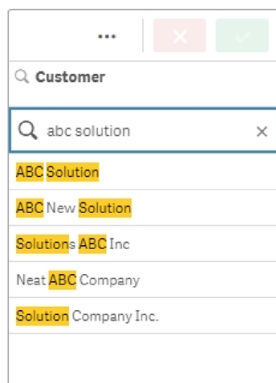 Customer
abc solution
ABC Solution
ABC New Solution
Solutions ABC Inc
Neat ABC Company
Solution Company Inc.